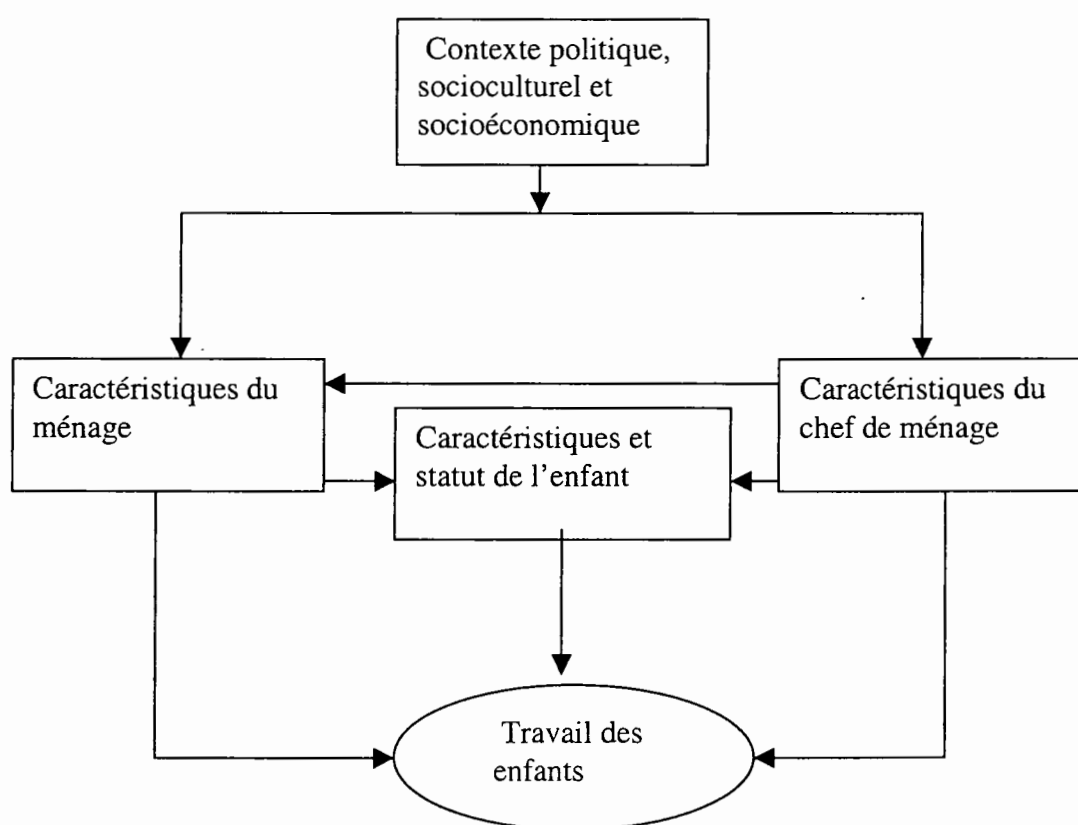 Contexte politique,
socioculturel et
socioéconomique
Caractéristiques du
ménage
Caractéristiques et
statut de l'enfant
Caractéristiques du
chef de ménage
Travail des
enfants